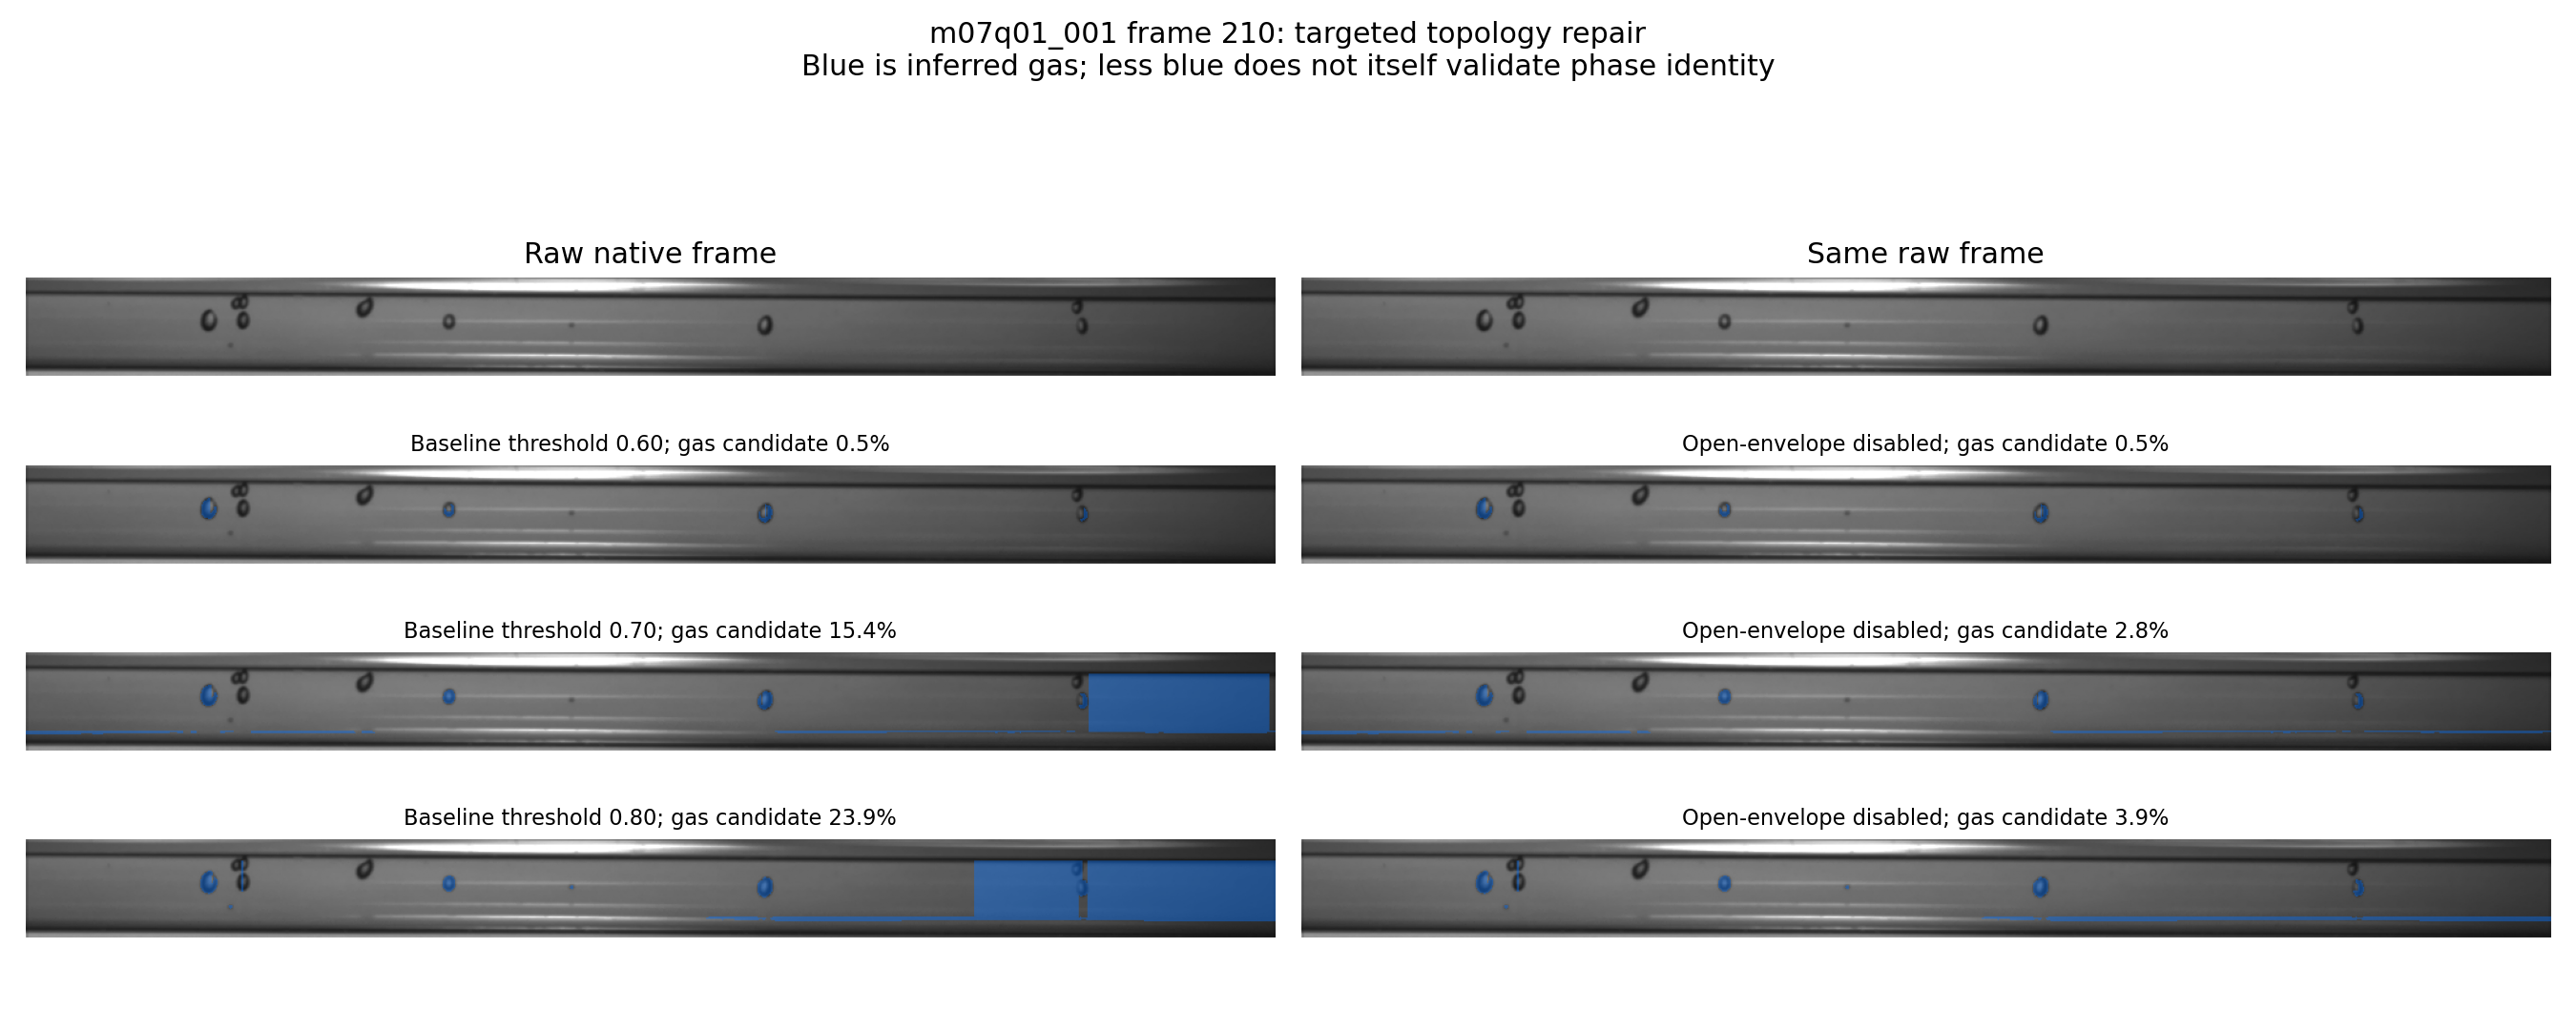 m07q01_001 frame 210: targeted topology repair
Blue is inferred gas; less blue does not itself validate phase identity
Raw native frame
Same raw frame
Baseline threshold 0.60; gas candidate 0.5%
Open-envelope disabled; gas candidate 0.5%
Baseline threshold 0.70; gas candidate 15.4%
Open-envelope disabled; gas candidate 2.8%
Baseline threshold 0.80; gas candidate 23.9%
Open-envelope disabled; gas candidate 3.9%